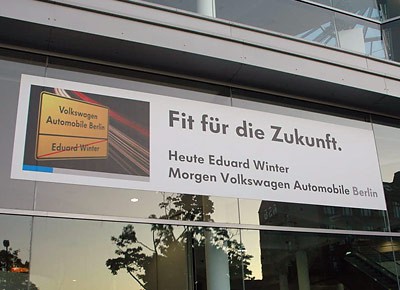 Volkswagen
Automobile Berlin
Eduard Winter
Fit für die Zukunft.
Heute Eduard Winter
Morgen Volkswagen Automobile Berlin